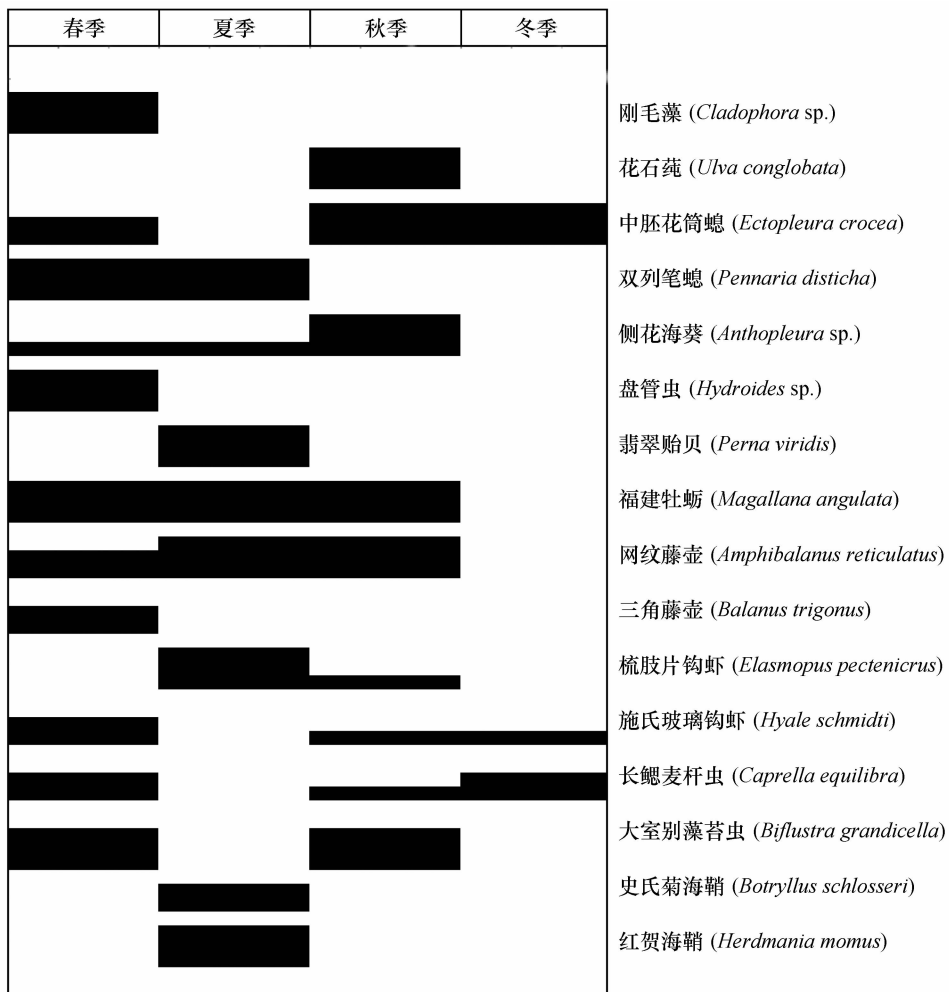 春季 夏季 秋季 冬季
刚毛藻 (Cladophora sp.)
花石莼 (Ulva conglobata)
中胚花筒螅 (Ectopleura crocea)
双列笔螅 (Pennaria disticha)
侧花海葵 (Anthopleura sp.)
盘管虫 (Hydroides sp.)
翡翠贻贝 (Perna viridis)
福建牡蛎 (Magallana angulata)
网纹藤壶 (Amphibalanus reticulatus)
三角藤壶 (Balanus trigonus)
梳肢片钩虾 (Elasmopus pectenicrus)
施氏玻璃钩虾 (Hyale schmidti)
长鳃麦杆虫 (Caprella equilibra)
大室别藻苔虫 (Biflustra grandicella)
史氏菊海鞘 (Botryllus schlosseri)
红贺海鞘 (Herdmania momus)